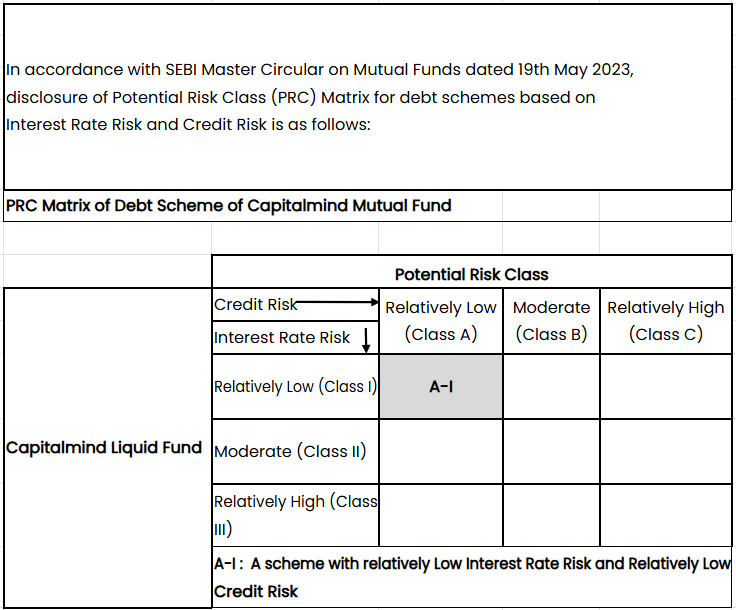 In accordance with SEBI Master Circular on Mutual Funds dated 19th May 2023,
disclosure of Potential Risk Class (PRC) Matrix for debt schemes based on
Interest Rate Risk and Credit Risk is as follows:
PRC Matrix of Debt Scheme of Capitalmind Mutual Fund
Potential Risk Class
Credit Risk
Interest Rate Risk
Relatively Low
(Class A)
Moderate
(Class B)
Relatively High
(Class C)
Capitalmind Liquid Fund
Relatively Low (Class I)
A-I
Moderate (Class II)
Relatively High (Class
III)
A-I : A scheme with relatively Low Interest Rate Risk and Relatively Low
Credit Risk